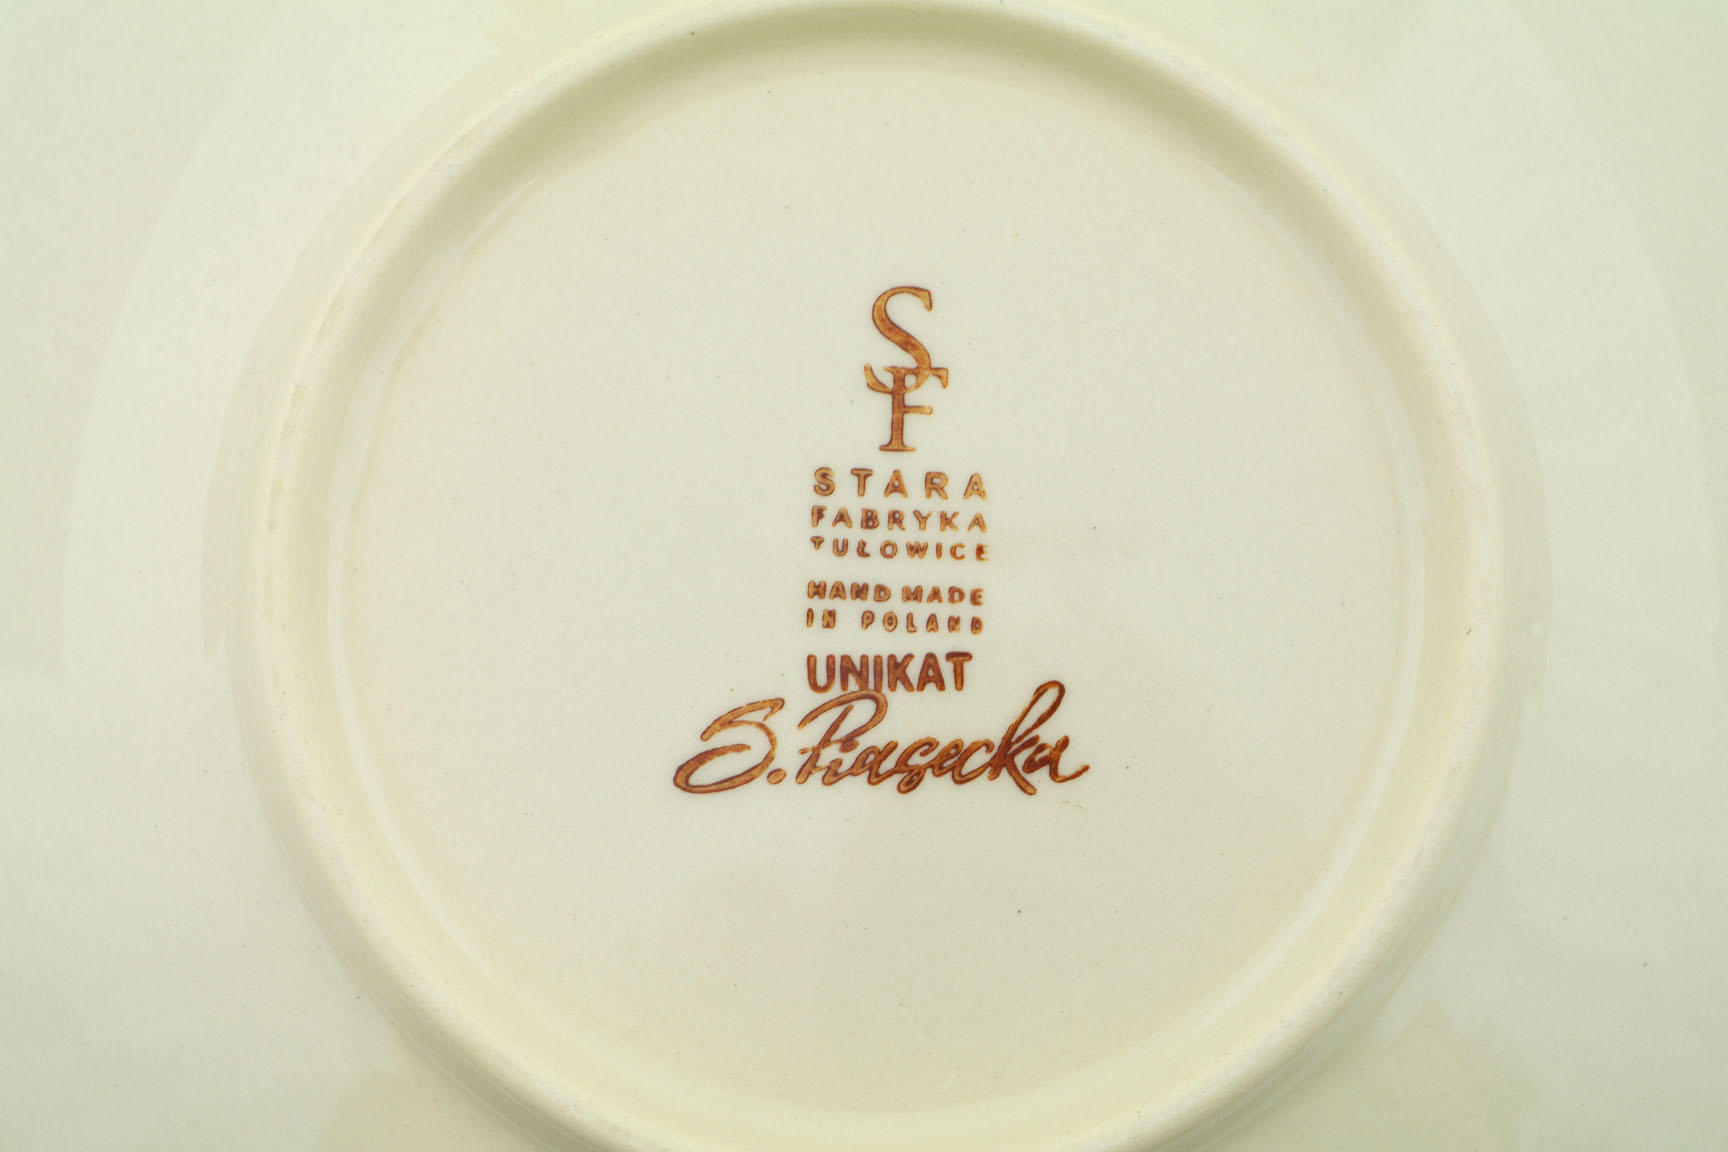 SF
STARA
FABRYKA
TUŁOWICE
HAND MADE
IN POLAND
UNIKAT
S. Piasecka